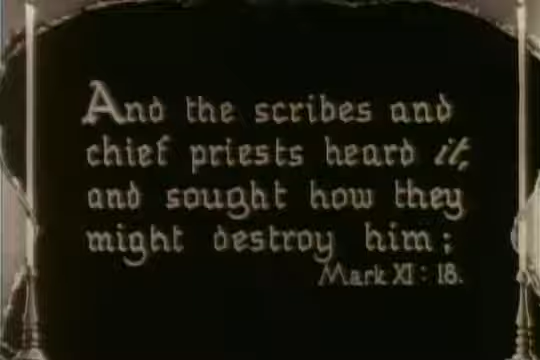 And the scribes and
chief priests heard it,
and sought how they
might destroy him;
Mark XI: 18.